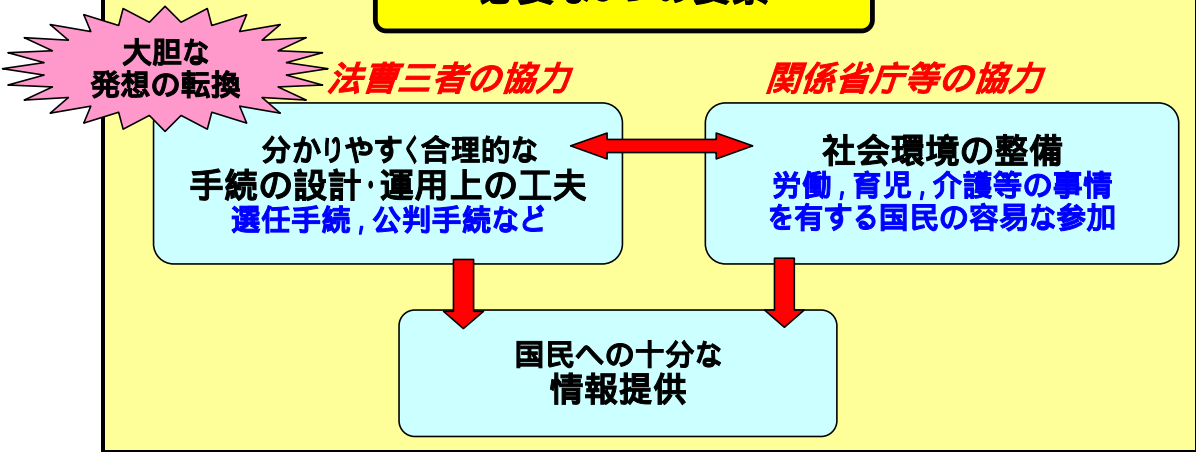 大胆な
発想の転換
法曹三者の協力
関係省庁等の協力
分かりやすく合理的な
手続の設計・運用上の工夫
選任手続，公判手続など
社会環境の整備
労働，育児，介護等の事情
を有する国民の容易な参加
国民への十分な
情報提供